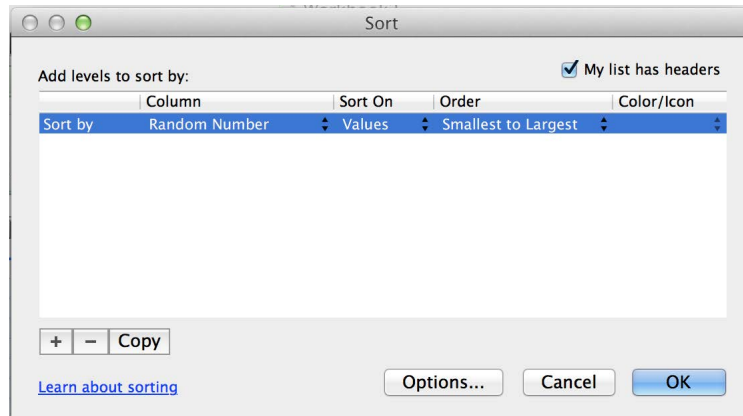 Sort
Add levels to sort by:
My list has headers
Column Sort On Order Color/Icon
Sort by Random Number Values Smallest to Largest
+ − Copy
Learn about sorting
Options... Cancel OK